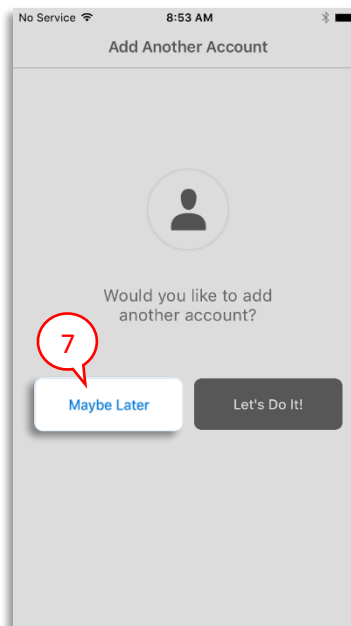 No Service 8:53 AM
Add Another Account
Would you like to add
another account?
7
Maybe Later Let's Do It!